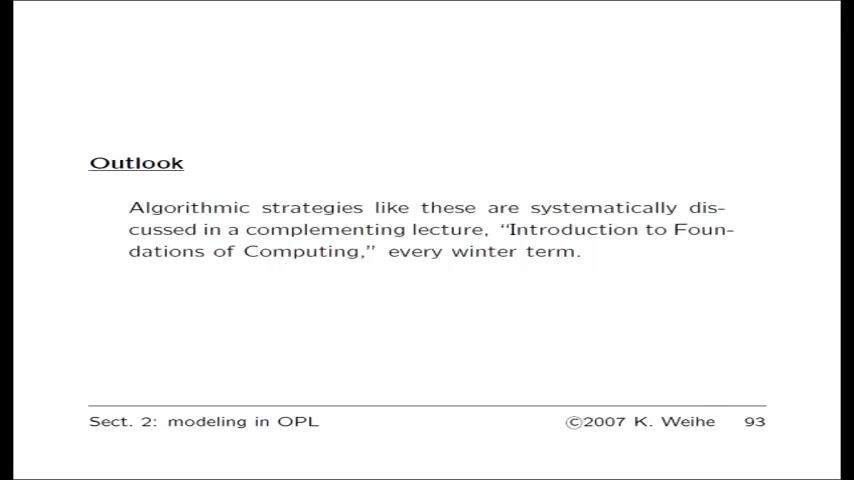 Outlook
Algorithmic strategies like these are systematically dis-
cussed in a complementing lecture, “Introduction to Foun-
dations of Computing,” every winter term.
Sect. 2: modeling in OPL ©2007 K. Weihe 93